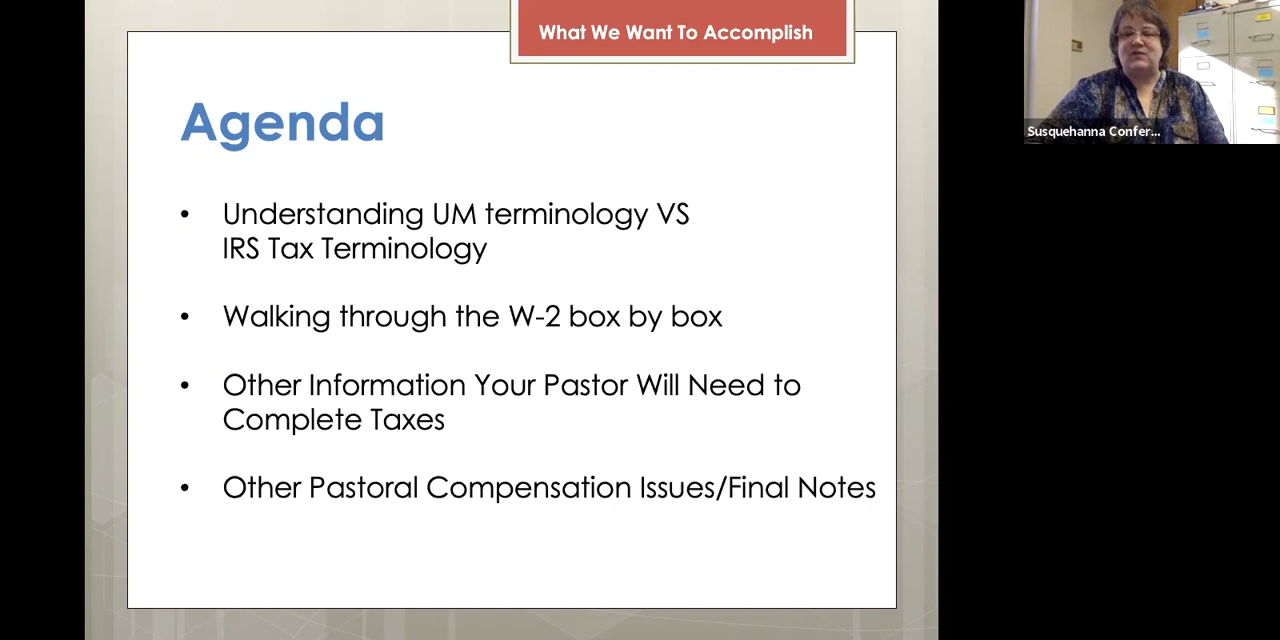 What We Want To Accomplish
Agenda
• Understanding UM terminology VS
IRS Tax Terminology
• Walking through the W-2 box by box
• Other Information Your Pastor Will Need to
Complete Taxes
• Other Pastoral Compensation Issues/Final Notes
Susquehanna Confer...